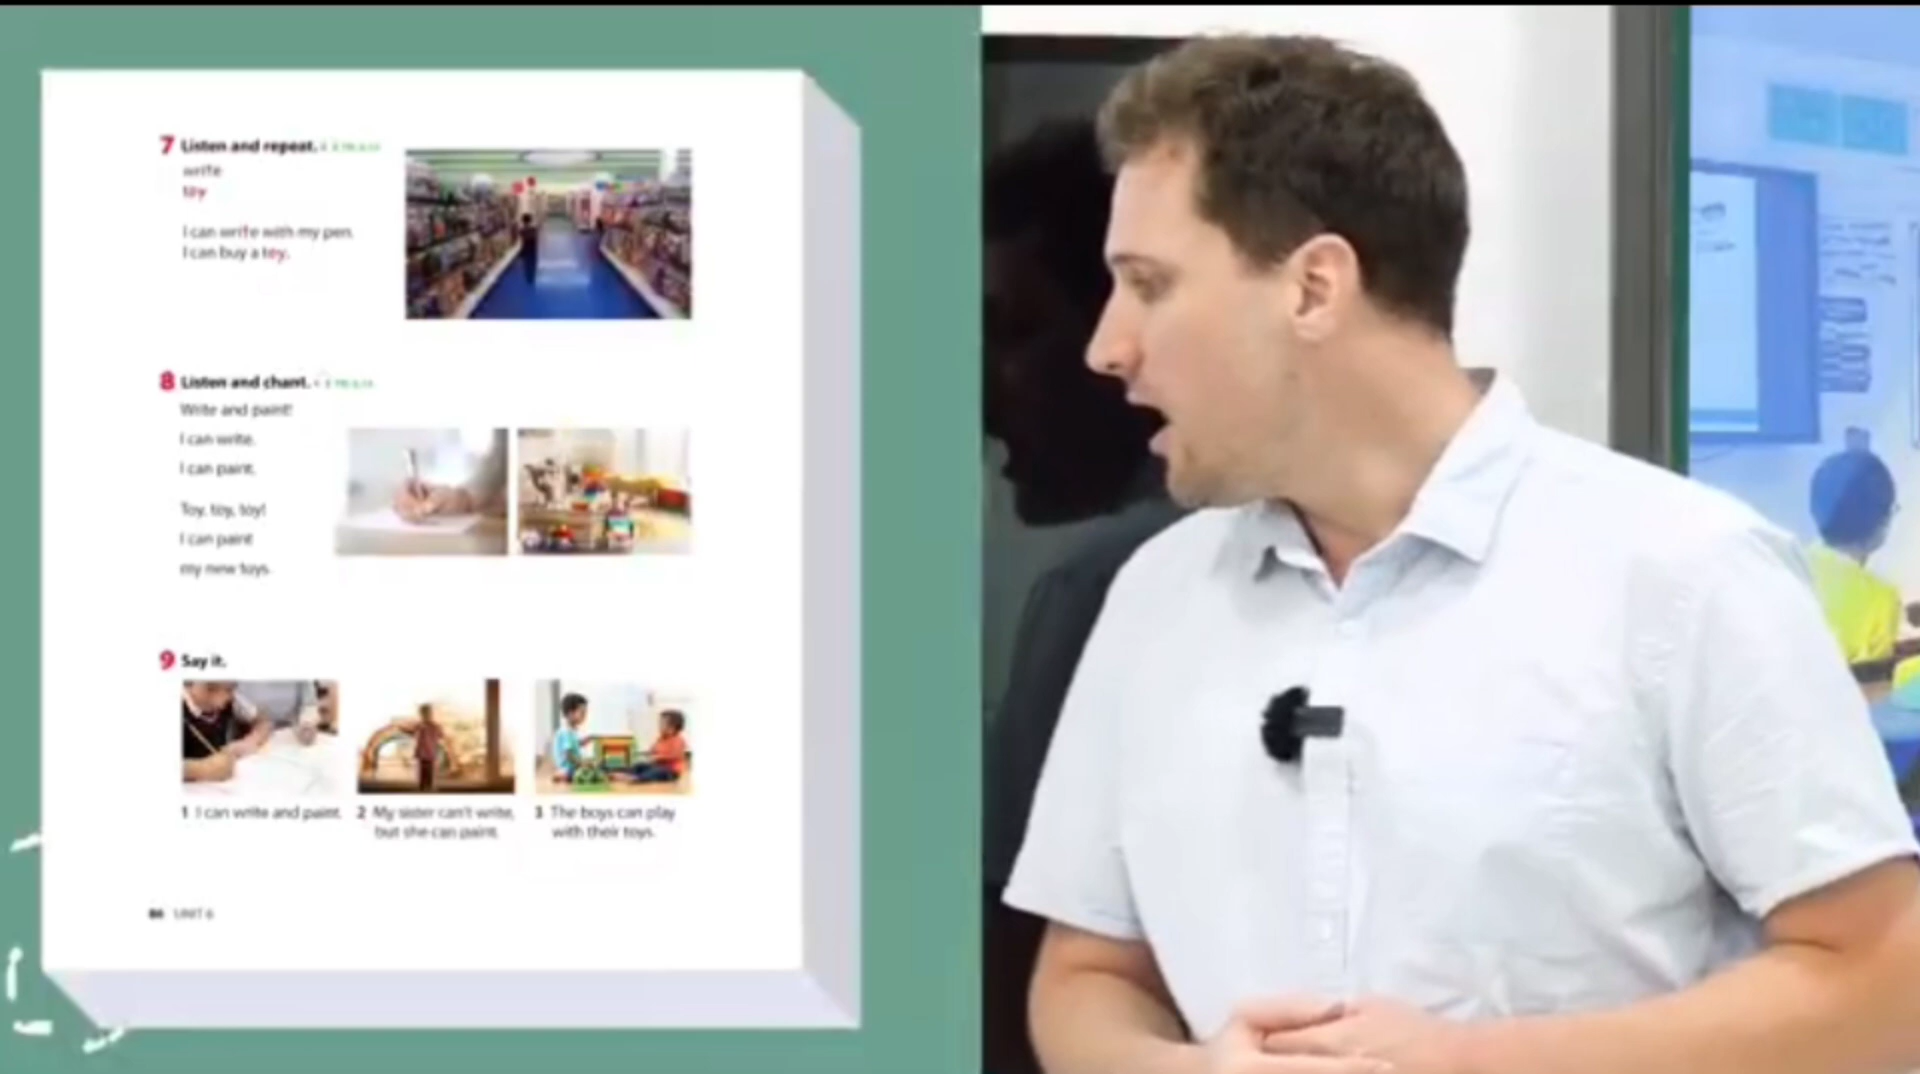 7 Listen and repeat.
write
toy
I can write with my pen.
I can buy a toy.
8 Listen and chant.
Write and paint!
I can write.
I can paint.
Toy, toy, toy!
I can paint
my new toys.
9 Say it.
1 I can write and paint.
2 My sister can't write,
but she can paint.
3 The boys can play
with their toys.
86 UNIT 6